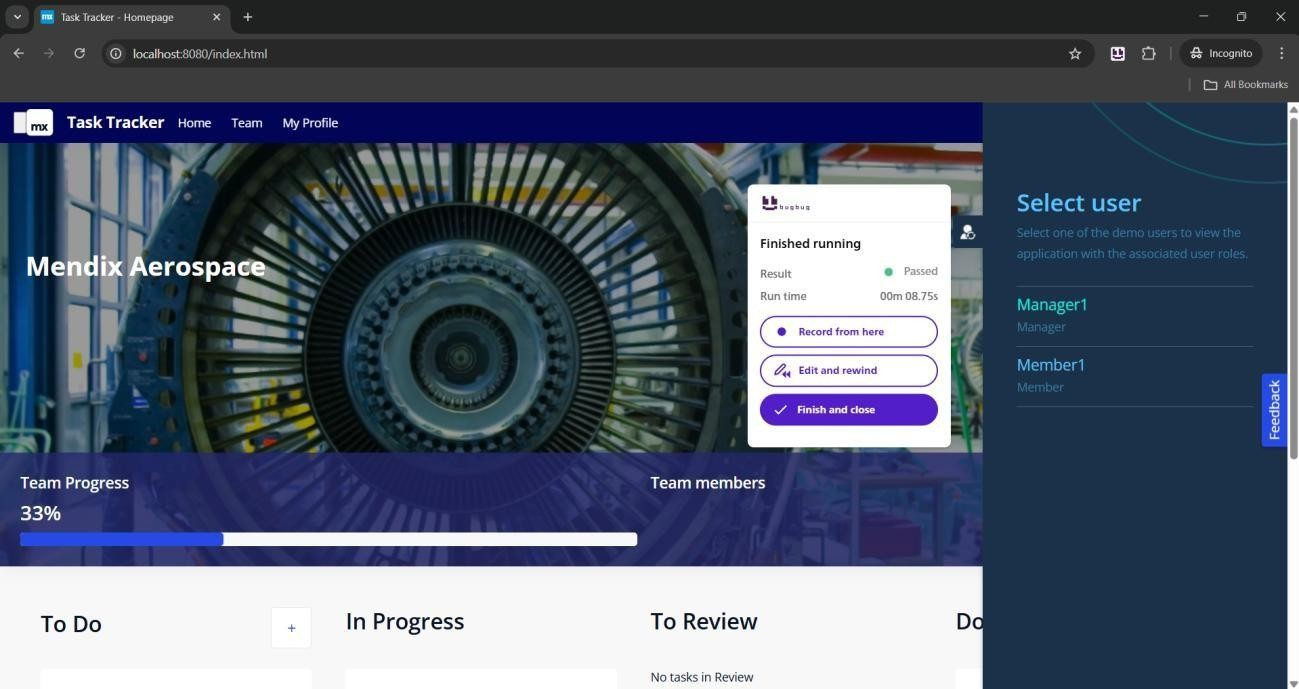 Task Tracker - Homepage
localhost:8080/index.html
Incognito
All Bookmarks
mx
Task Tracker
Home
Team
My Profile
Mendix Aerospace
bugbug
Finished running
Result
Passed
Run time
00m 08.75s
Record from here
Edit and rewind
Finish and close
Select user
Select one of the demo users to view the
application with the associated user roles.
Manager1
Manager
Member1
Member
Feedback
Team Progress
33%
Team members
To Do
+
In Progress
To Review
No tasks in Review
Do